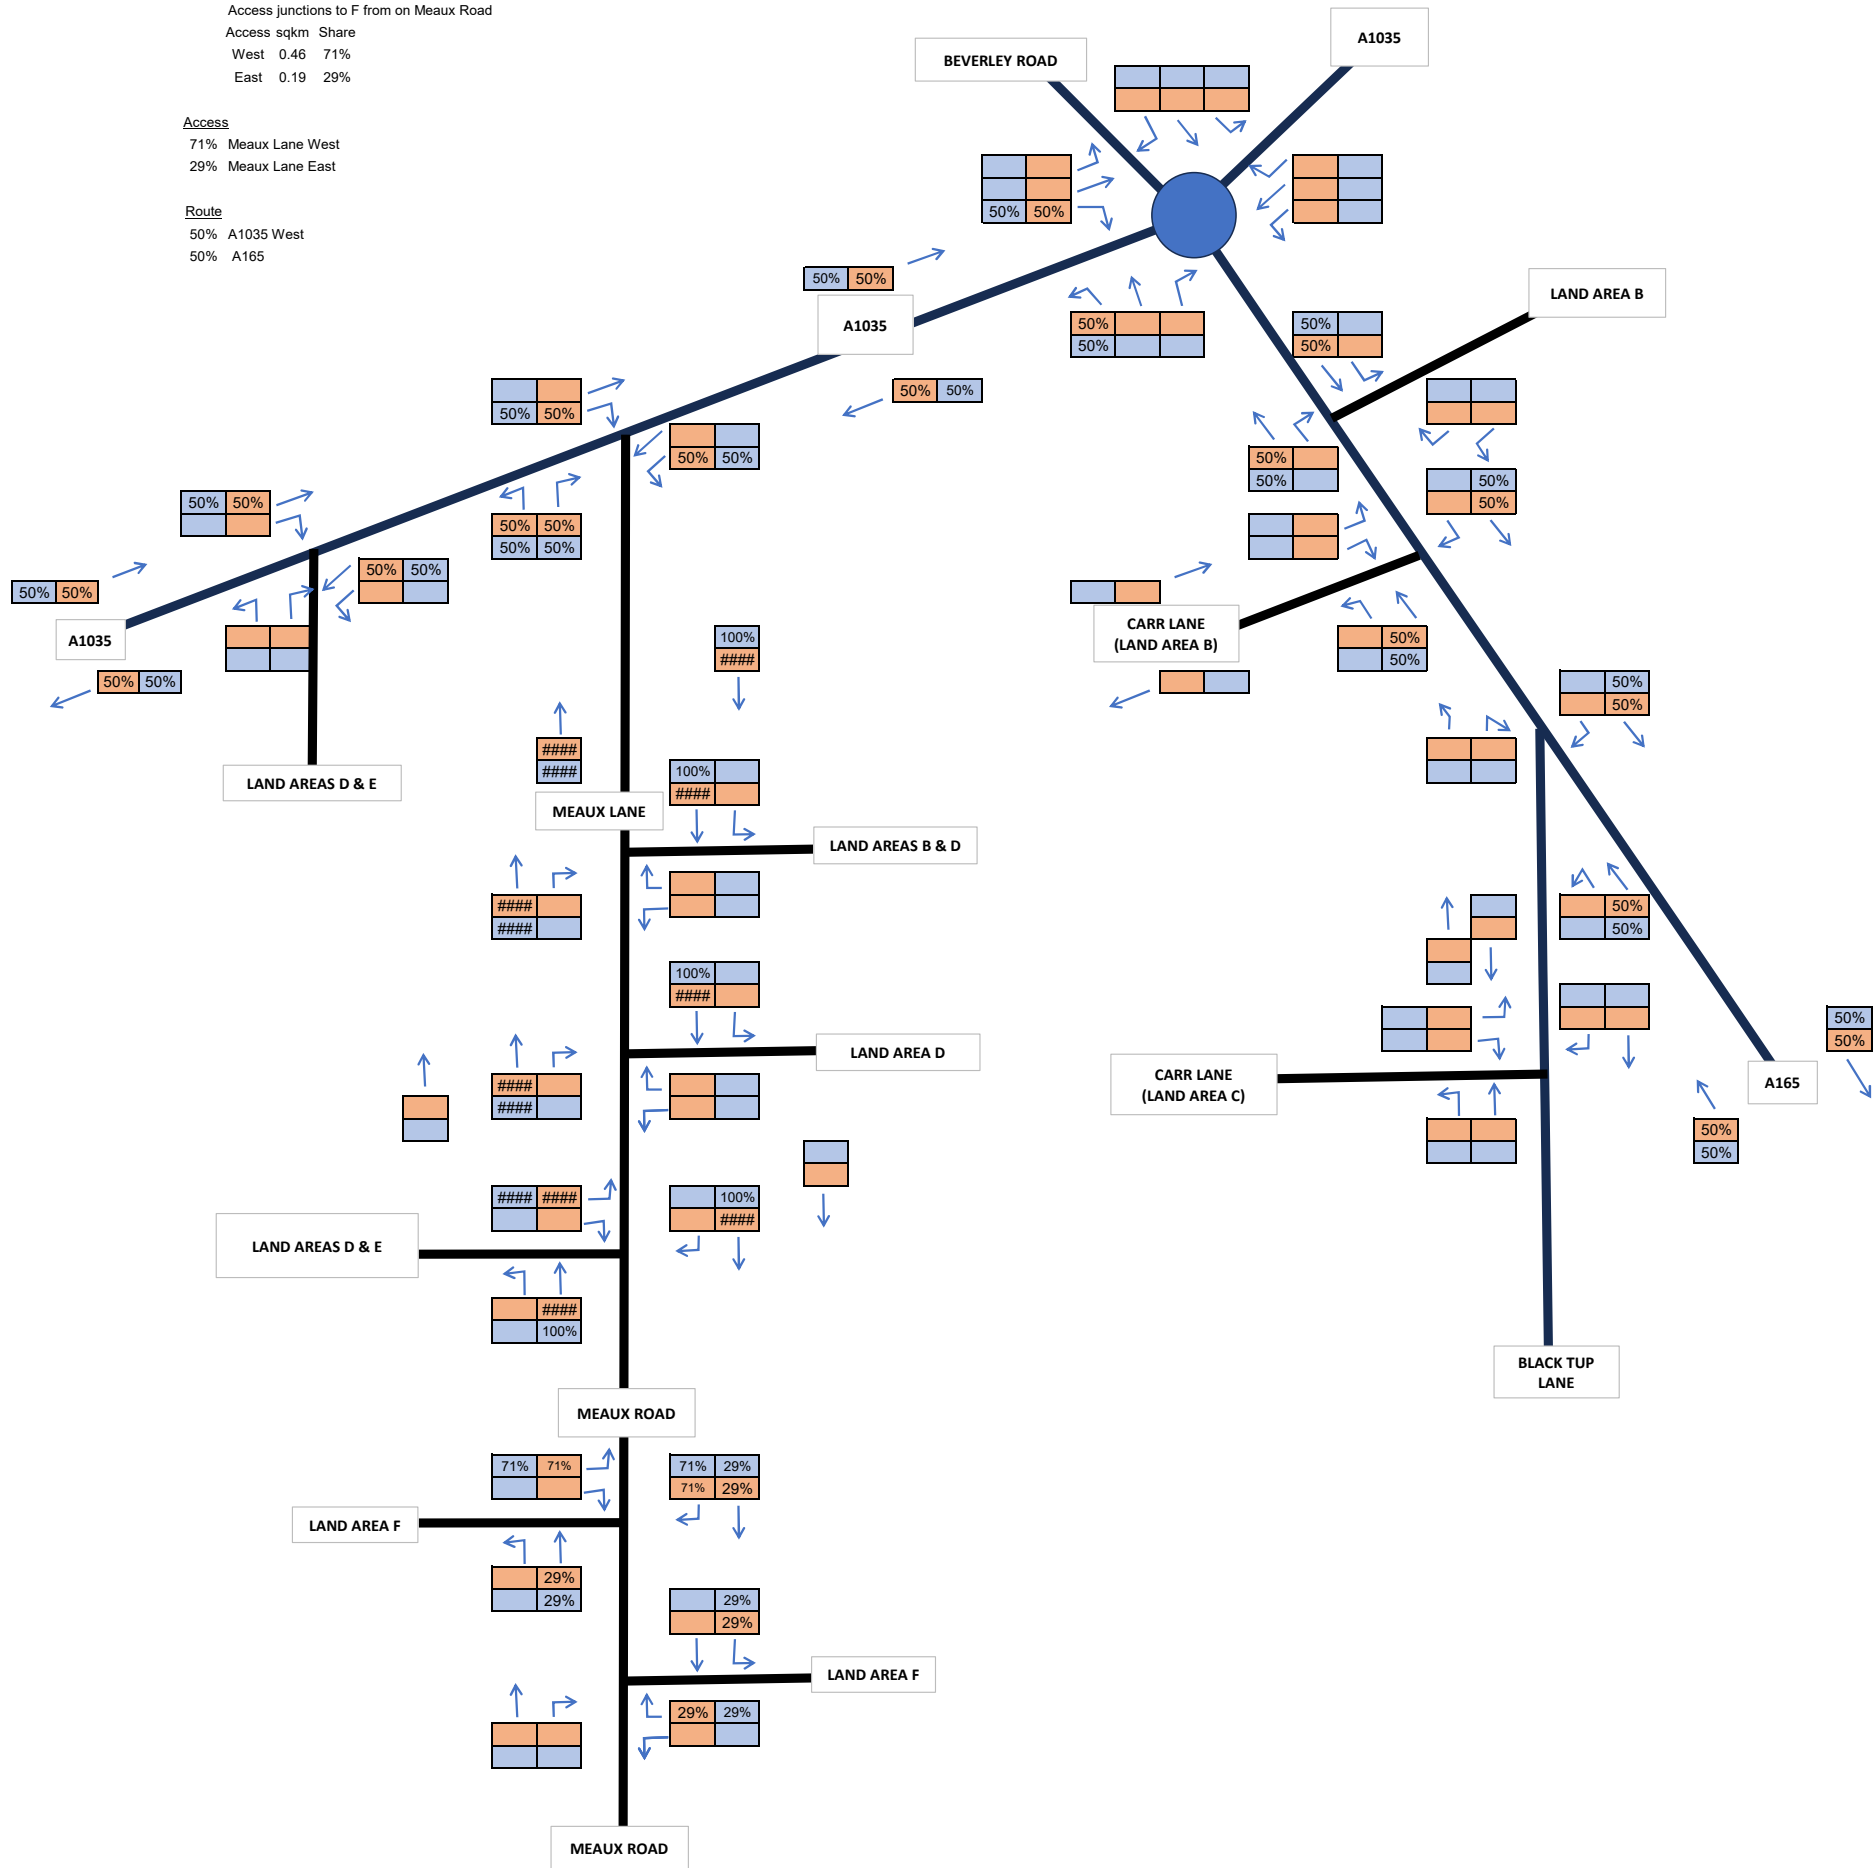 Access junctions to F from on Meaux Road
Access sqkm Share
West 0.46 71%
East 0.19 29%
Access
71% Meaux Lane West
29% Meaux Lane East
Route
50% A1035 West
50% A165
BEVERLEY ROAD
A1035
50% 50%
50% 50%
A1035
50%
50%
50%
50%
LAND AREA B
50% 50%
50% 50%
50% 50%
50%
50%
50%
50%
50% 50%
50% 50%
50% 50%
50% 50%
50% 50%
A1035
50% 50%
CARR LANE
(LAND AREA B)
50%
50%
100%
####
50%
50%
####
####
LAND AREAS D & E
MEAUX LANE
100%
####
LAND AREAS B & D
####
####
50%
50%
100%
####
LAND AREA D
####
####
50%
50%
CARR LANE
(LAND AREA C)
A165
50%
50%
#### ####
100%
####
LAND AREAS D & E
####
100%
BLACK TUP
LANE
MEAUX ROAD
71% 71%
71% 29%
71% 29%
LAND AREA F
29%
29%
29%
29%
LAND AREA F
29% 29%
MEAUX ROAD